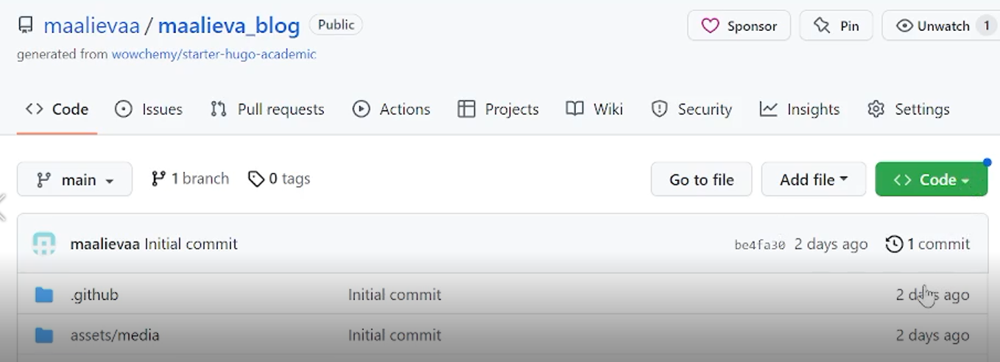 maalievaa / maalieva_blog Public Sponsor Pin Unwatch 1
generated from wowchemy/starter-hugo-academic
Code Issues Pull requests Actions Projects Wiki Security Insights Settings
main 1 branch 0 tags Go to file Add file Code
maalievaa Initial commit be4fa30 2 days ago 1 commit
.github Initial commit 2 days ago
assets/media Initial commit 2 days ago